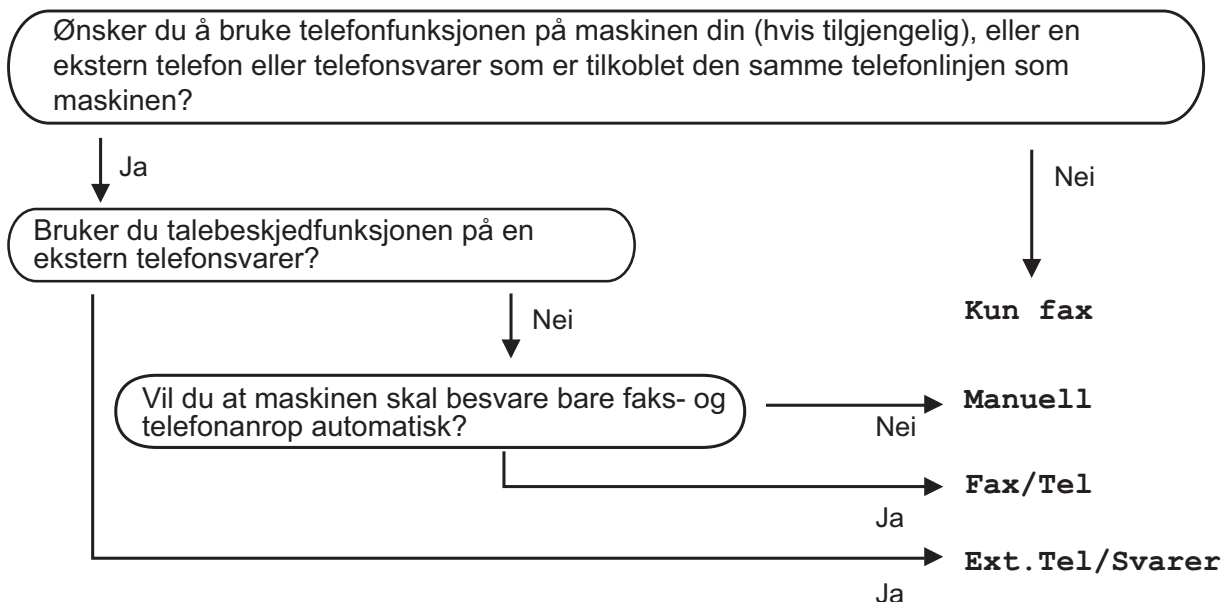 Ønsker du å bruke telefonfunksjonen på maskinen din (hvis tilgjengelig), eller en
ekstern telefon eller telefonsvarer som er tilkoblet den samme telefonlinjen som
maskinen?
Ja
Nei
Bruker du talebeskjedfunksjonen på en
ekstern telefonsvarer?
Kun fax
Nei
Vil du at maskinen skal besvare bare faks- og
telefonanrop automatisk?
Manuell
Nei
Fax/Tel
Ja
Ext.Tel/Svarer
Ja